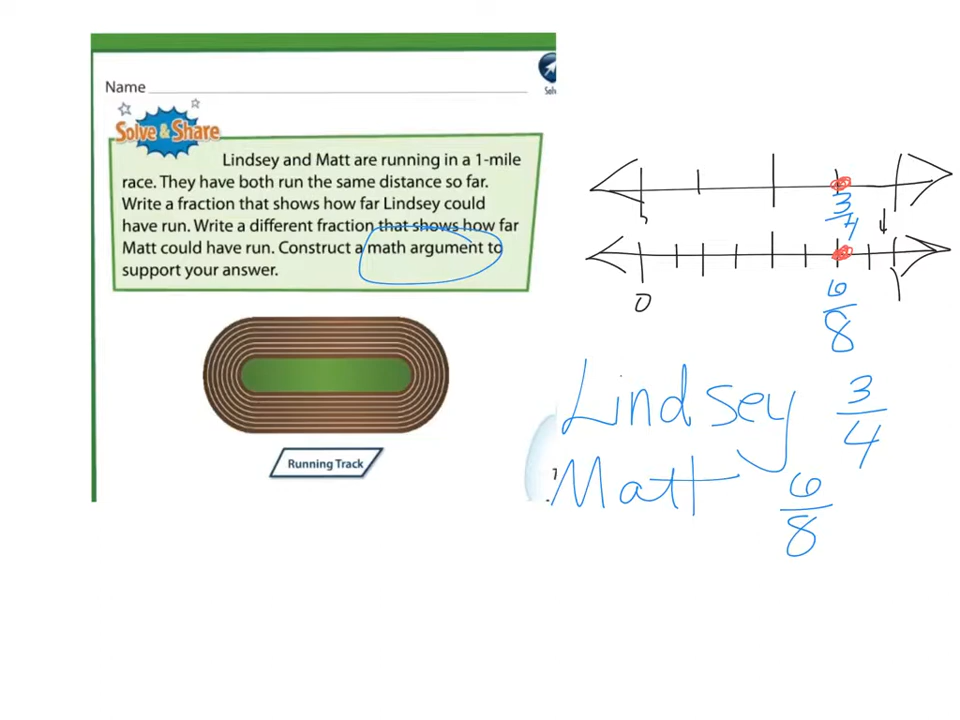 Name
Solve & Share
Solv
Lindsey and Matt are running in a 1-mile
race. They have both run the same distance so far.
Write a fraction that shows how far Lindsey could
have run. Write a different fraction that shows how far
Matt could have run. Construct a math argument to
support your answer.
Running Track
3/4
0
6/8
Lindsey 3/4
Matt 6/8